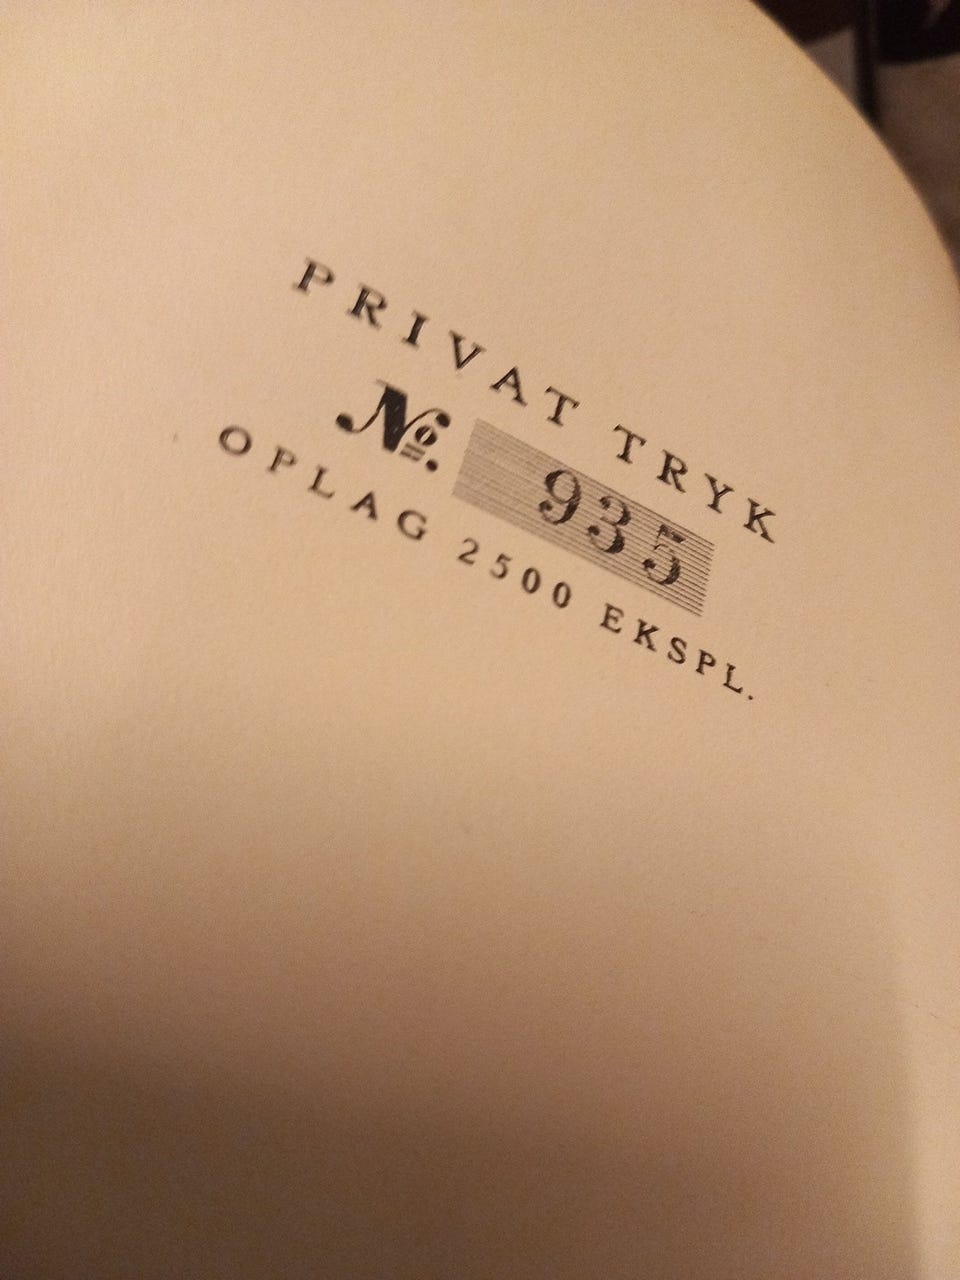 PRIVAT TRYK
№. 935
OPLAG 2500 EKSPL.